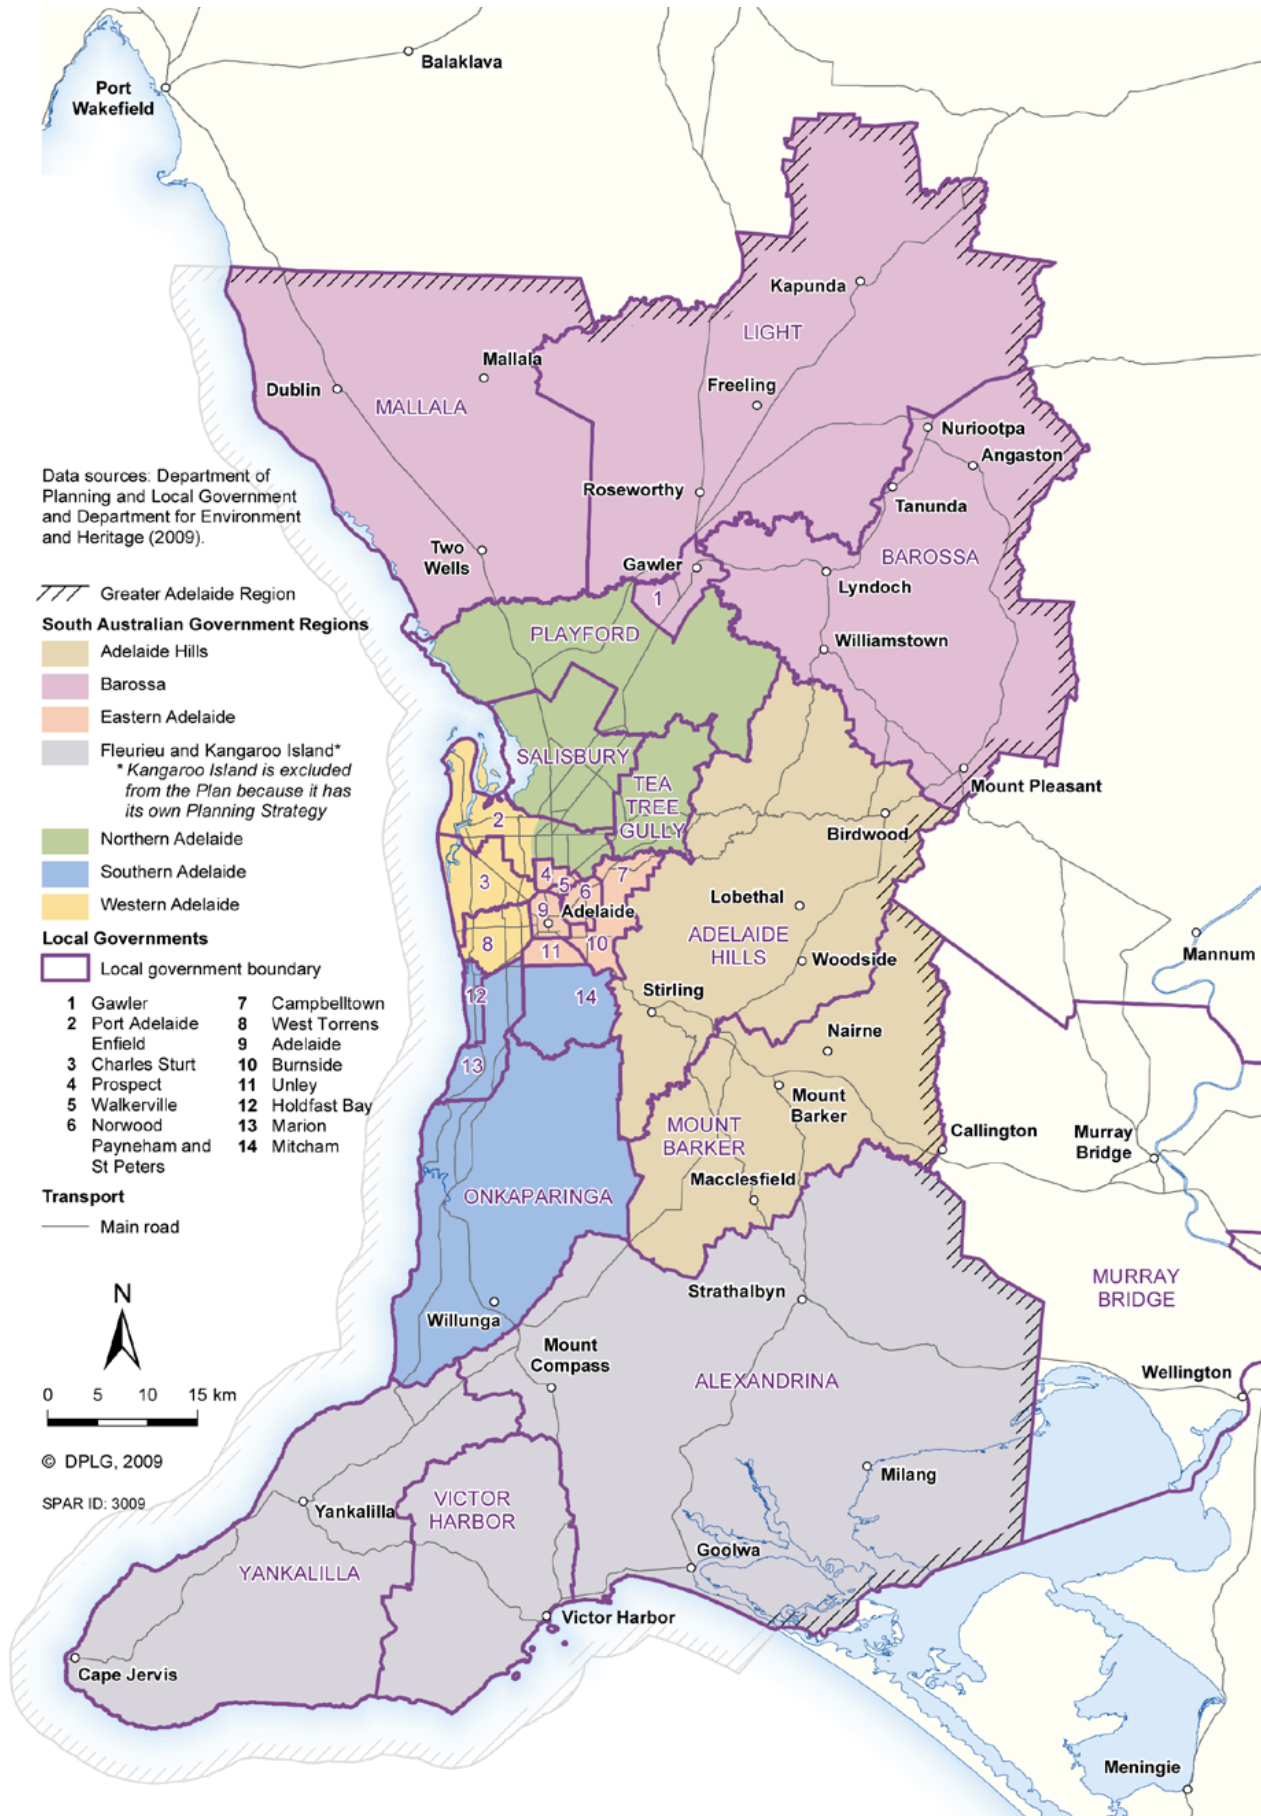 Balaklava
Port
Wakefield
Kapunda
LIGHT
Mallala
Dublin
MALLALA
Freeling
Nuriootpa
Angaston
Data sources: Department of
Planning and Local Government
and Department for Environment
and Heritage (2009).
Roseworthy
Tanunda
Two
Wells
BAROSSA
Gawler
Lyndoch
1
Greater Adelaide Region
South Australian Government Regions
Adelaide Hills
Barossa
Eastern Adelaide
Fleurieu and Kangaroo Island*
* Kangaroo Island is excluded
from the Plan because it has
its own Planning Strategy
Northern Adelaide
Southern Adelaide
Western Adelaide
Local Governments
Local government boundary
1 Gawler
2 Port Adelaide
Enfield
3 Charles Sturt
4 Prospect
5 Walkerville
6 Norwood
Payneham and
St Peters
7 Campbelltown
8 West Torrens
9 Adelaide
10 Burnside
11 Unley
12 Holdfast Bay
13 Marion
14 Mitcham
Transport
Main road
PLAYFORD
Williamstown
SALISBURY
TEA
TREE
GULLY
Mount Pleasant
Birdwood
2
3
4
5
6
7
9
Adelaide
8
10
11
Lobethal
ADELAIDE
HILLS
Woodside
Mannum
12
14
Stirling
Nairne
13
Mount
Barker
MOUNT
BARKER
Callington
Murray
Bridge
Macclesfield
ONKAPARINGA
N
MURRAY
BRIDGE
Strathalbyn
Willunga
Mount
Compass
Wellington
ALEXANDRINA
0 5 10 15 km
© DPLG, 2009
SPAR ID: 3009
Milang
Yankalilla
VICTOR
HARBOR
Goolwa
YANKALILLA
Victor Harbor
Cape Jervis
Meningie